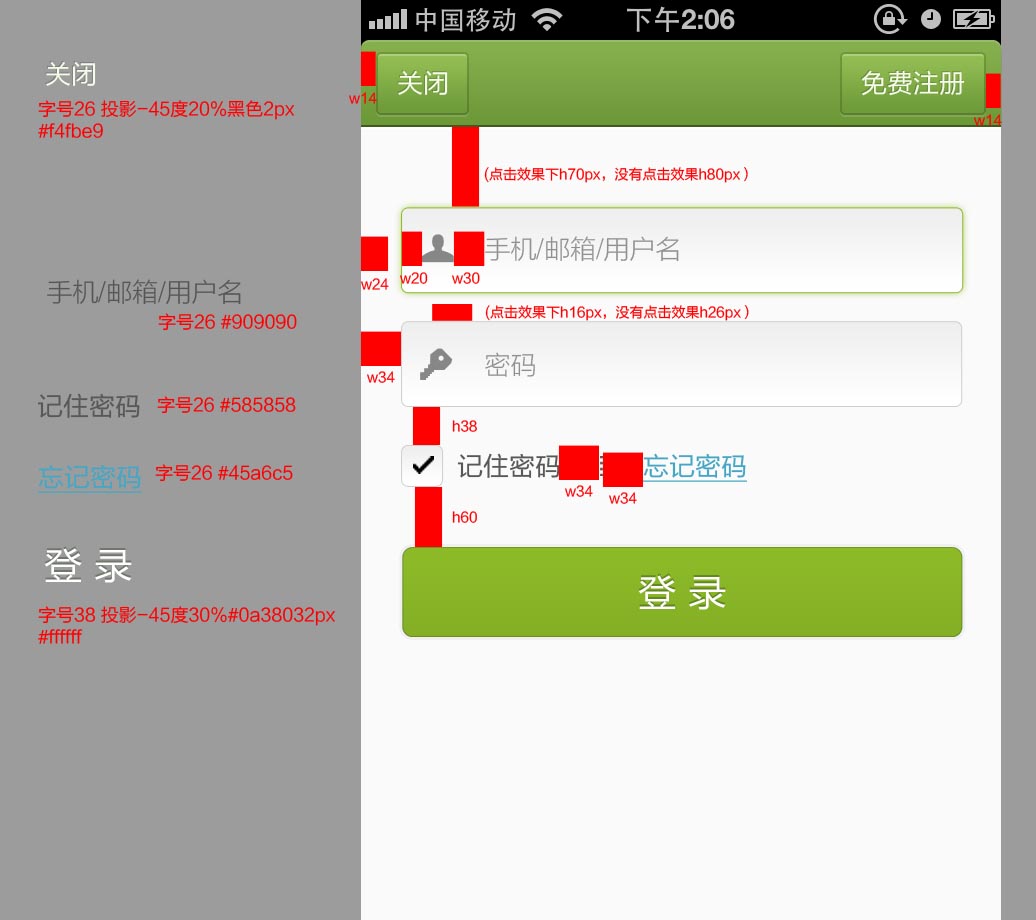 关闭
字号26 投影-45度20%黑色2px
#f4fbe9
手机/邮箱/用户名
字号26 #909090
记住密码 字号26 #585858
忘记密码 字号26 #45a6c5
登 录
字号38 投影-45度30%#0a38032px
#ffffff
中国移动 下午2:06
关闭 免费注册
w14 w14
(点击效果下h70px，没有点击效果h80px）
手机/邮箱/用户名
w24 w20 w30
(点击效果下h16px，没有点击效果h26px）
密码
w34
h38
记住密码 忘记密码
w34 w34
h60
登 录